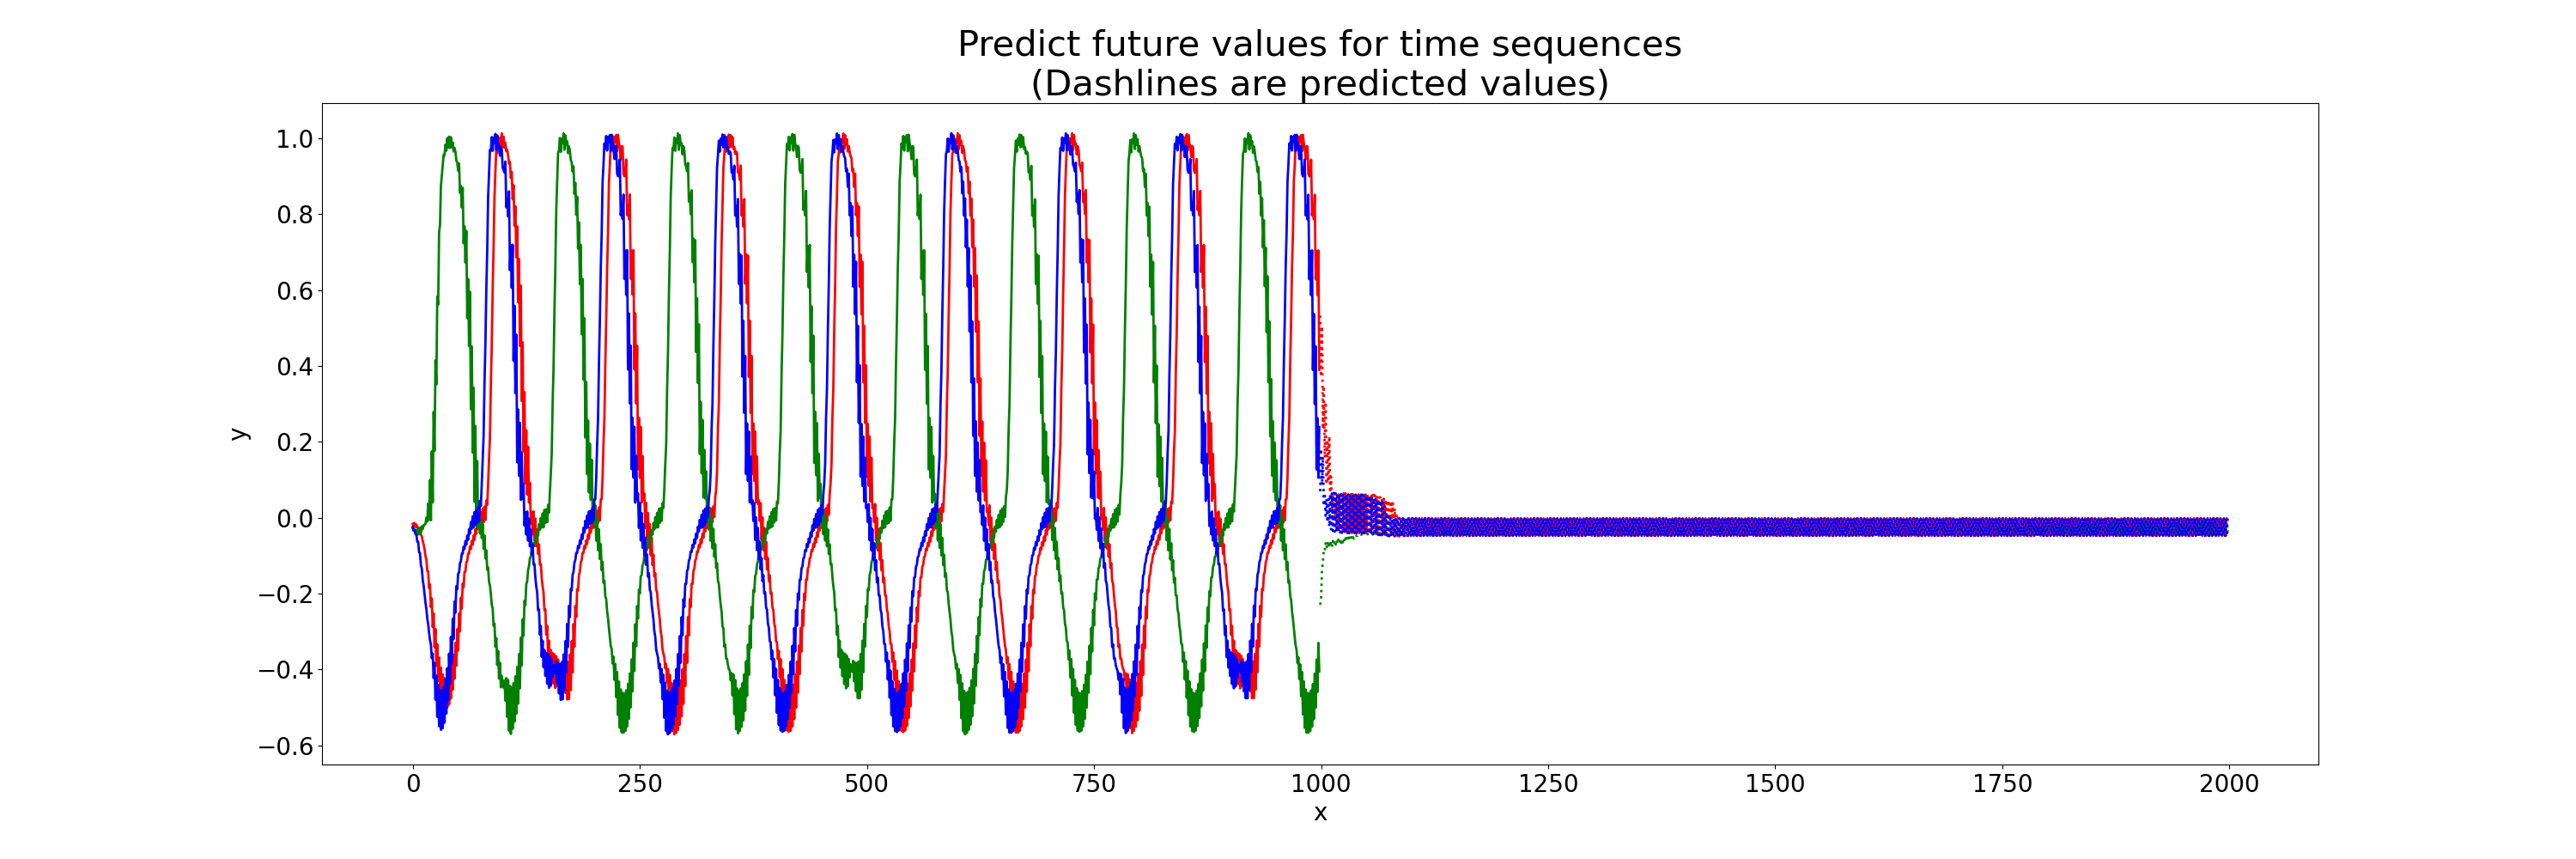 Predict future values for time sequences
(Dashlines are predicted values)
1.0
0.8
0.6
0.4
0.2
0.0
−0.2
−0.4
−0.6
y
0 250 500 750 1000 1250 1500 1750 2000
x